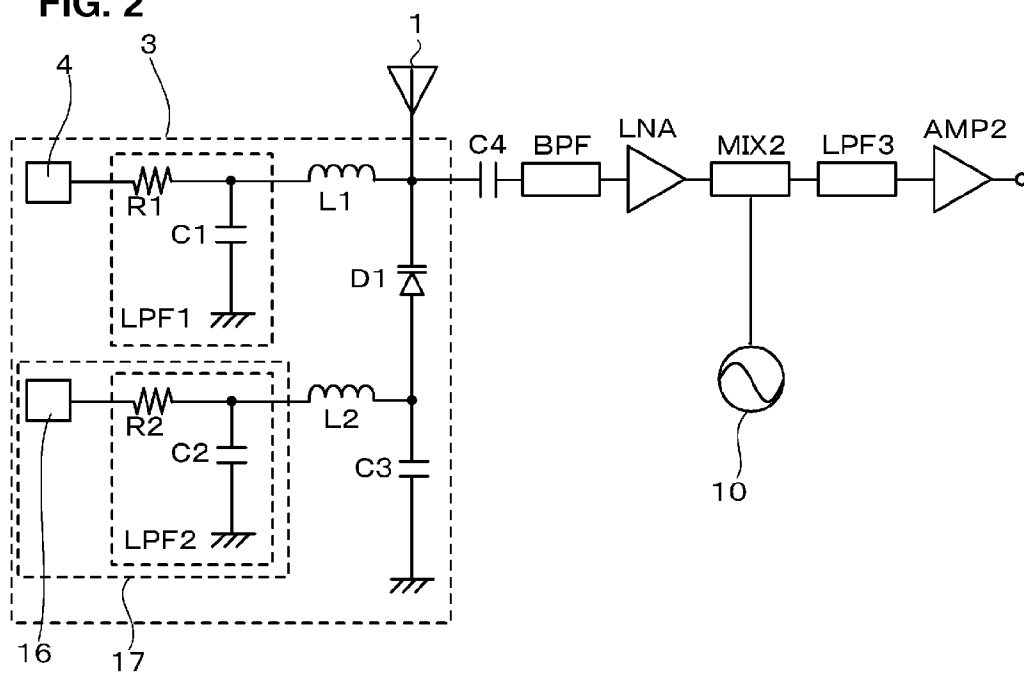 FIG. 2
1
3
4
C4
BPF
LNA
MIX2
LPF3
AMP2
R1
L1
C1
D1
LPF1
R2
L2
C2
C3
LPF2
10
16
17